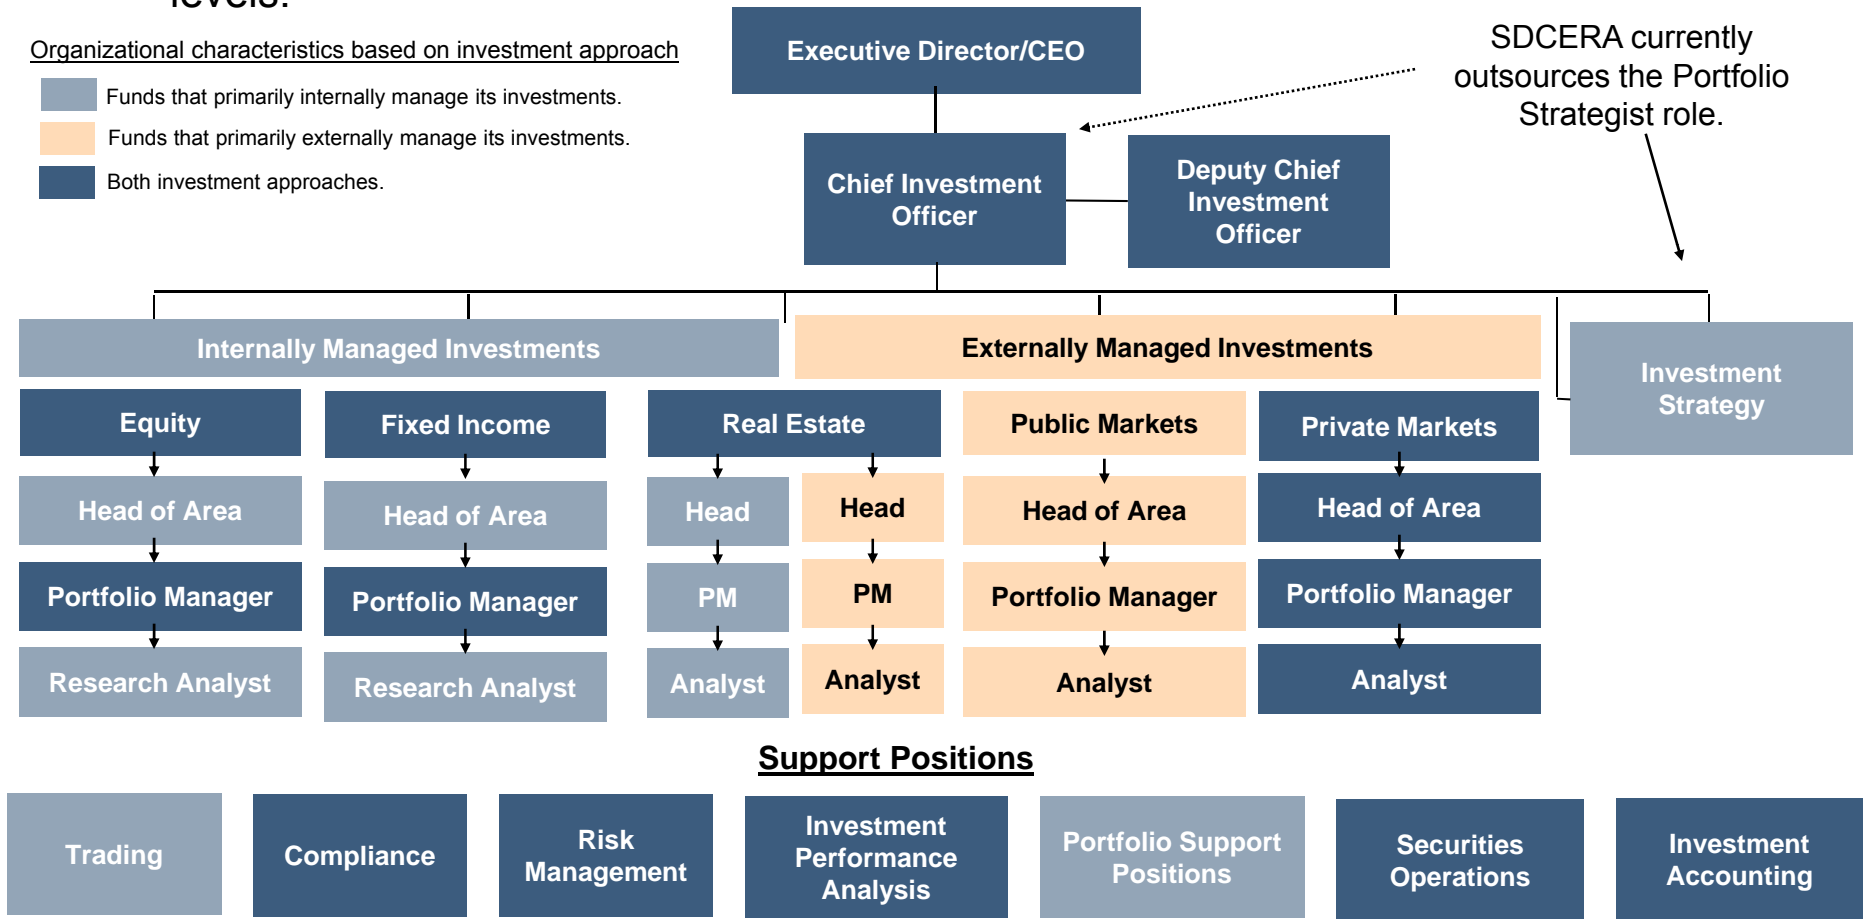 levels.
Organizational characteristics based on investment approach
Funds that primarily internally manage its investments.
Funds that primarily externally manage its investments.
Both investment approaches.
Executive Director/CEO
SDCERA currently
outsources the Portfolio
Strategist role.
Chief Investment
Officer
Deputy Chief
Investment
Officer
Internally Managed Investments
Externally Managed Investments
Investment
Strategy
Equity
Fixed Income
Real Estate
Public Markets
Private Markets
Head of Area
Head of Area
Head
Head
Head of Area
Head of Area
Portfolio Manager
Portfolio Manager
PM
PM
Portfolio Manager
Portfolio Manager
Research Analyst
Research Analyst
Analyst
Analyst
Analyst
Analyst
Support Positions
Trading
Compliance
Risk
Management
Investment
Performance
Analysis
Portfolio Support
Positions
Securities
Operations
Investment
Accounting